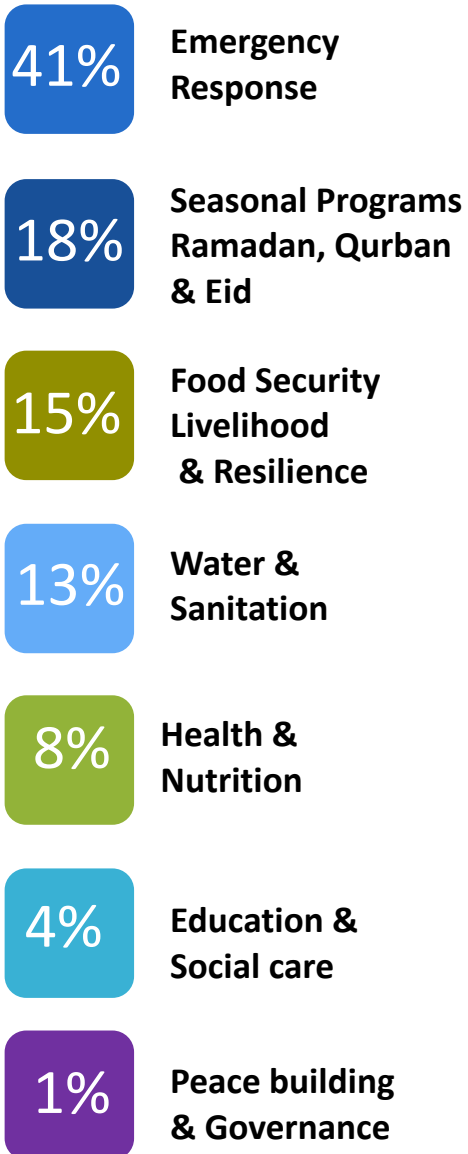 41%
Emergency
Response
18%
Seasonal Programs
Ramadan, Qurban
& Eid
15%
Food Security
Livelihood
& Resilience
13%
Water &
Sanitation
8%
Health &
Nutrition
4%
Education &
Social care
1%
Peace building
& Governance